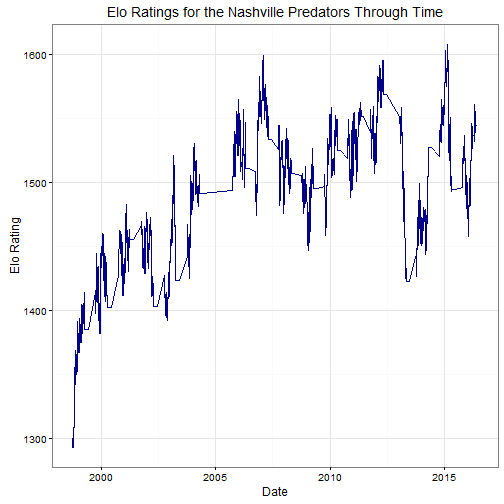 Elo Ratings for the Nashville Predators Through Time
Elo Rating
1600
1500
1400
1300
2000 2005 2010 2015
Date